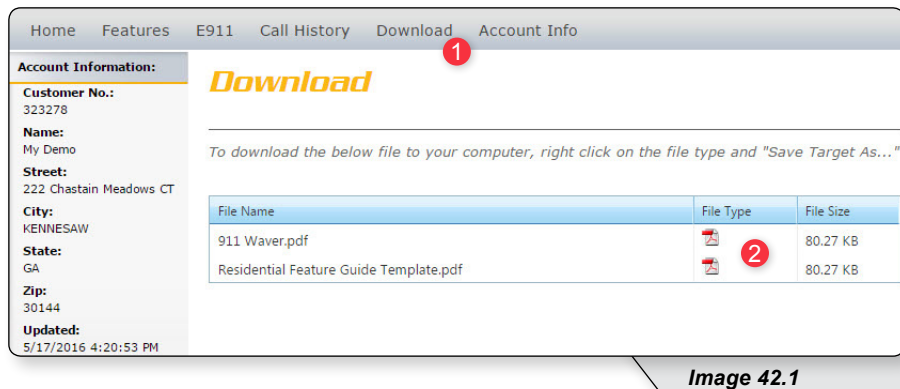 Home Features E911 Call History Download Account Info
1
Account Information:
Customer No.:
323278
Name:
My Demo
Street:
222 Chastain Meadows CT
City:
KENNESAW
State:
GA
Zip:
30144
Updated:
5/17/2016 4:20:53 PM
Download
To download the below file to your computer, right click on the file type and "Save Target As..."
File Name File Type File Size
911 Waver.pdf 80.27 KB
2
Residential Feature Guide Template.pdf 80.27 KB
Image 42.1